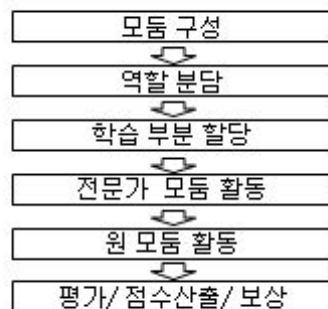 모둠 구성
역할 분담
학습 부분 할당
전문가 모둠 활동
원 모둠 활동
평가/ 점수산출/ 보상